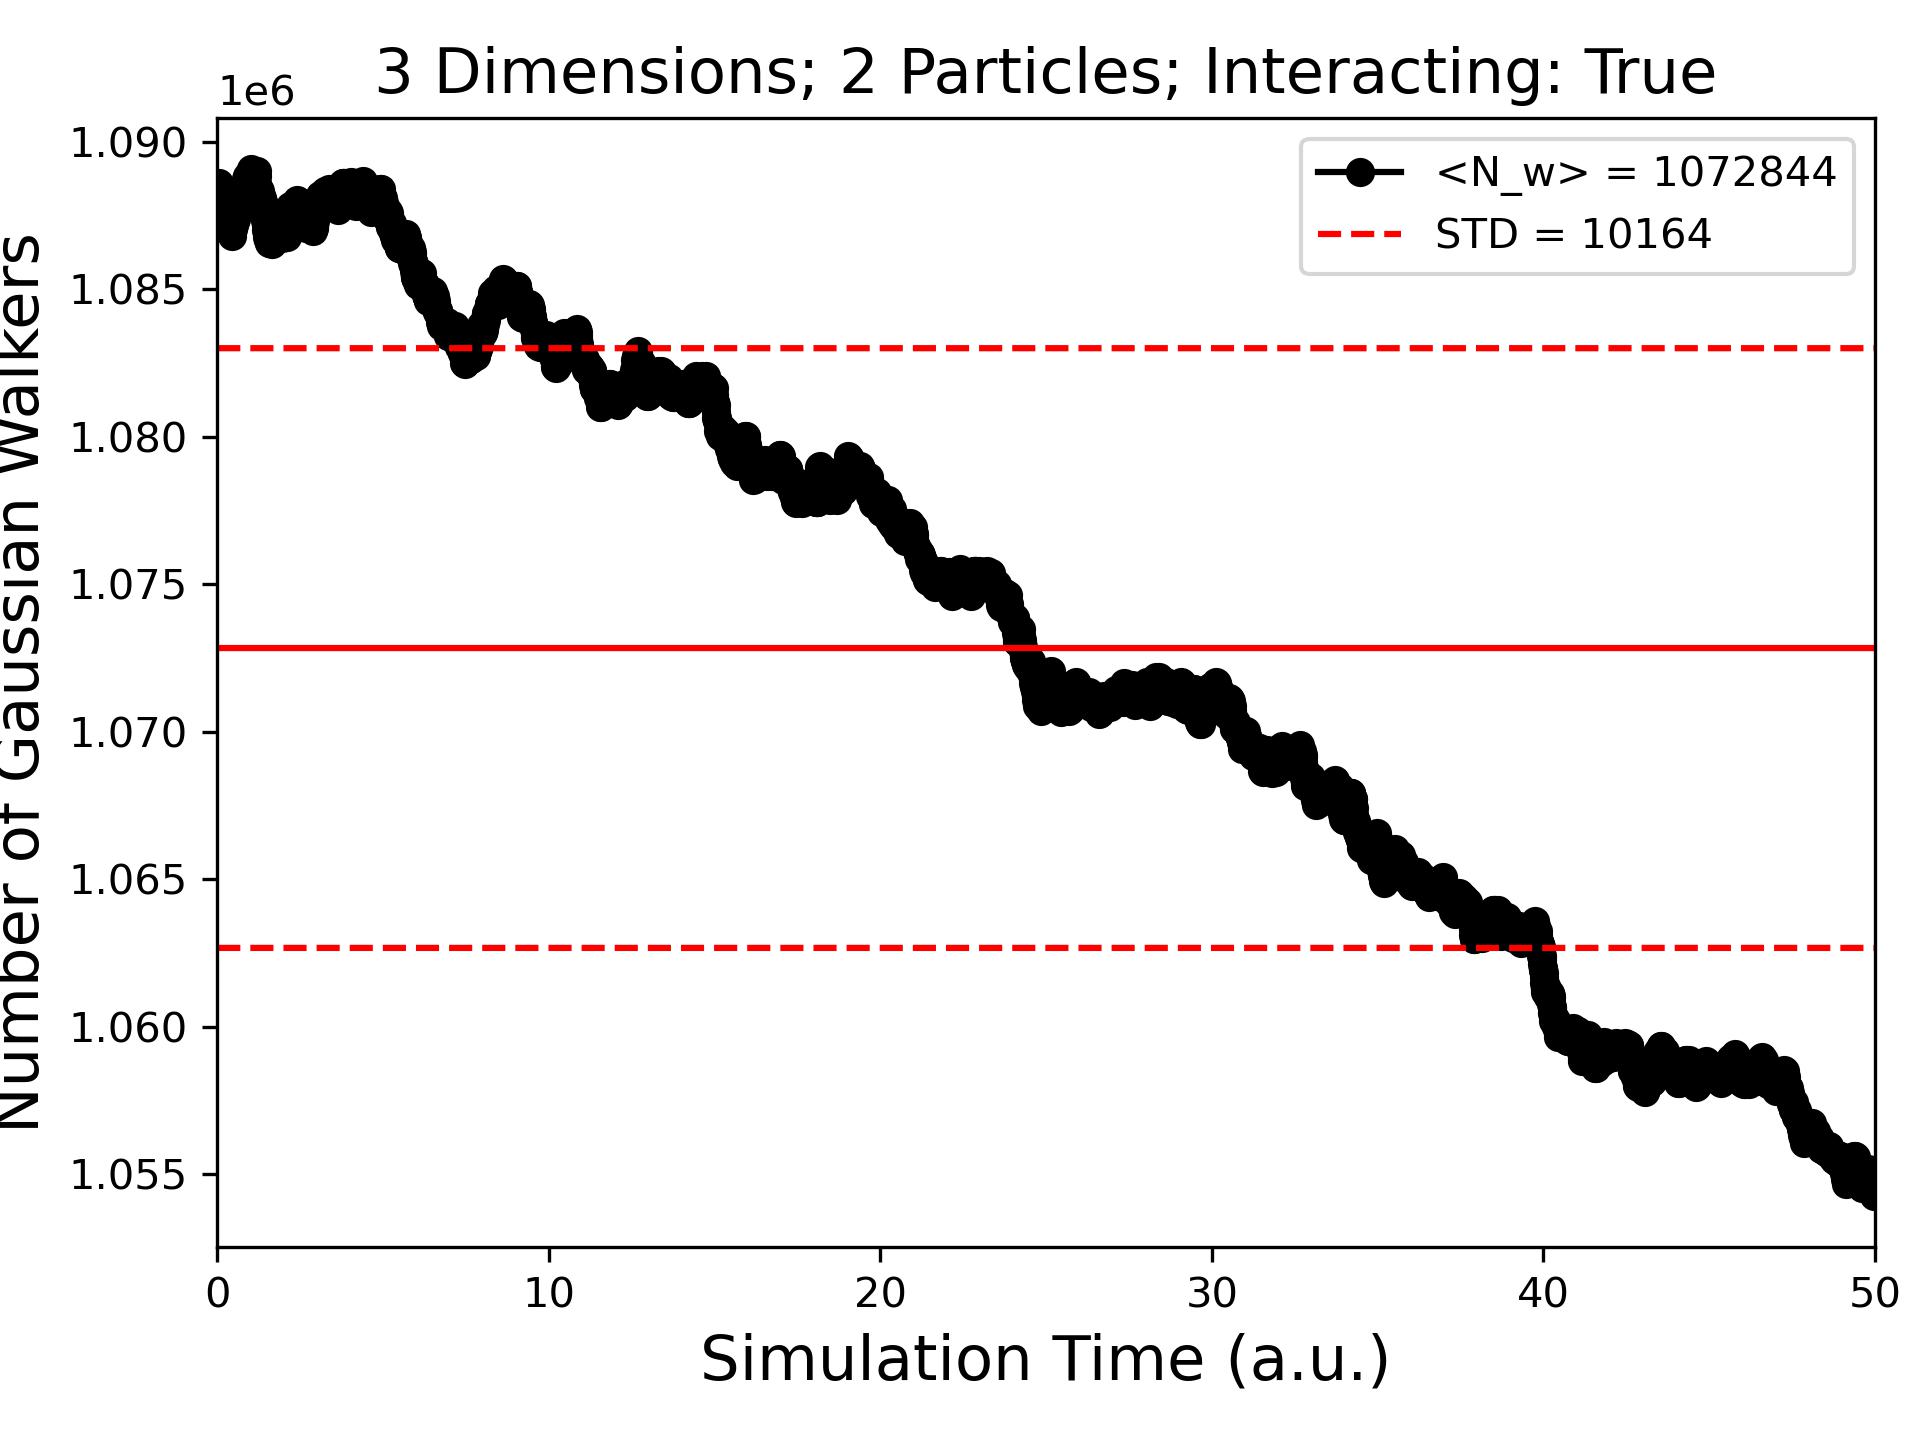 3 Dimensions; 2 Particles; Interacting: True
1e6
<N_w> = 1072844
STD = 10164
1.090
1.085
1.080
1.075
1.070
1.065
1.060
1.055
Number of Gaussian Walkers
0 10 20 30 40 50
Simulation Time (a.u.)